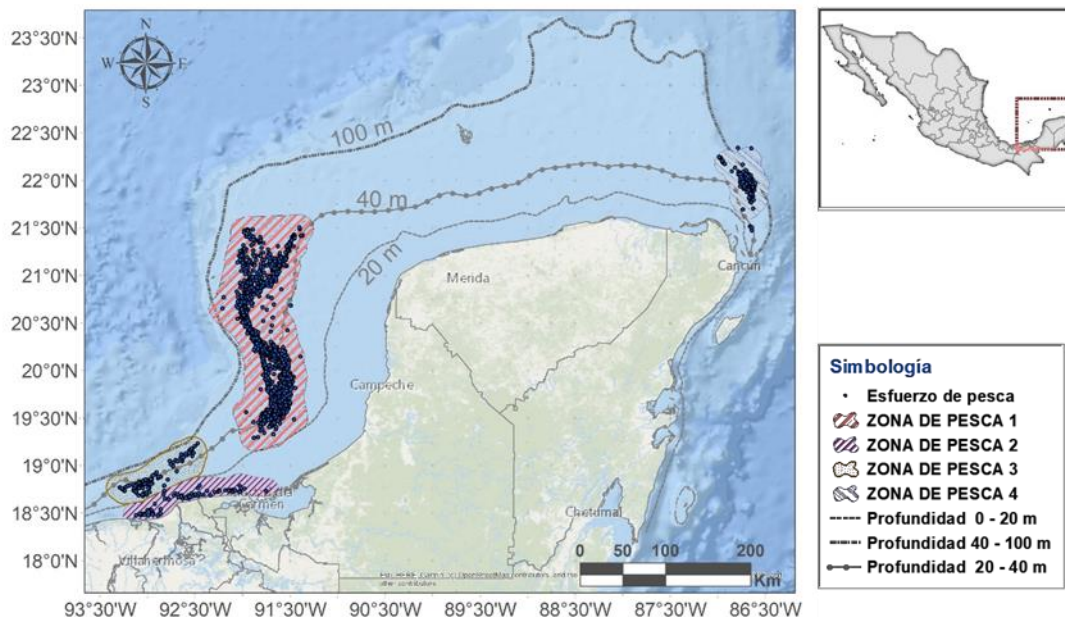 23°30'N
23°0'N
22°30'N
22°0'N
21°30'N
21°0'N
20°30'N
20°0'N
19°30'N
19°0'N
18°30'N
18°0'N
N
W E
S
100 m
40 m
20 m
Cancún
Merida
Campeche
Carmen
Chetumal
Villahermosa
0 50 100 200
Km
other contributors
93°30'W 92°30'W 91°30'W 90°30'W 89°30'W 88°30'W 87°30'W 86°30'W
Simbología
Esfuerzo de pesca
ZONA DE PESCA 1
ZONA DE PESCA 2
ZONA DE PESCA 3
ZONA DE PESCA 4
Profundidad 0 - 20 m
Profundidad 40 - 100 m
Profundidad 20 - 40 m